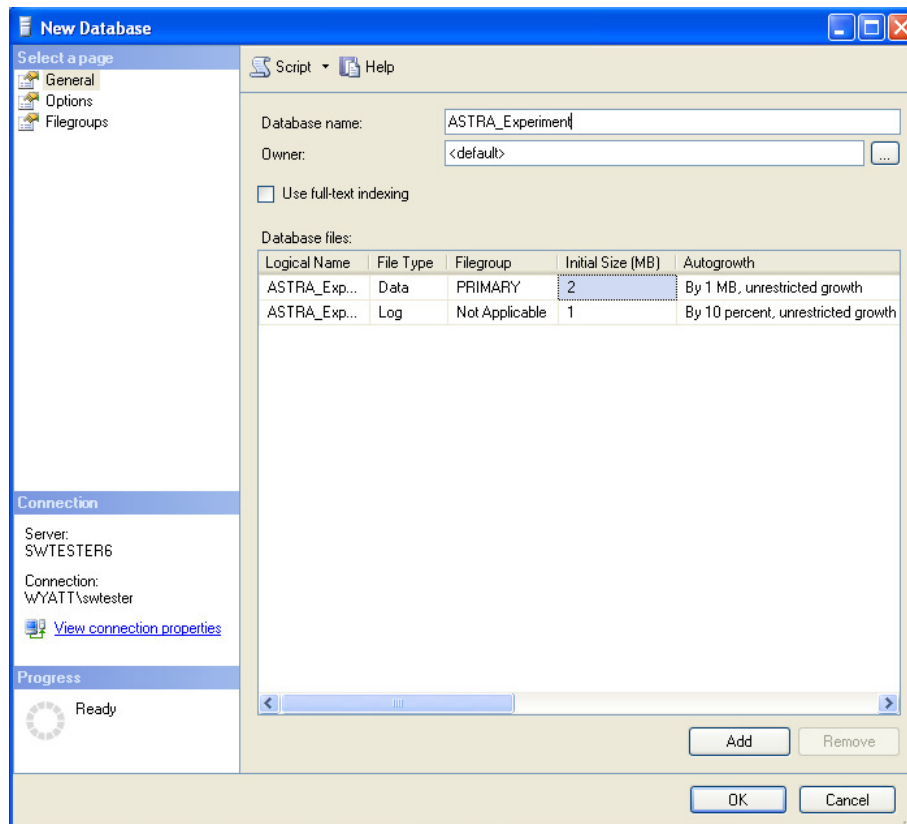 New Database
Select a page
General
Options
Filegroups
Script Help
Database name: ASTRA_Experiment
Owner: <default> ...
Use full-text indexing
Database files:
Logical Name File Type Filegroup Initial Size (MB) Autogrowth
ASTRA_Exp... Data PRIMARY 2 By 1 MB, unrestricted growth
ASTRA_Exp... Log Not Applicable 1 By 10 percent, unrestricted growth
Connection
Server:
SWTESTER6
Connection:
WYATT\swtester
View connection properties
Progress
Ready
Add Remove
OK Cancel